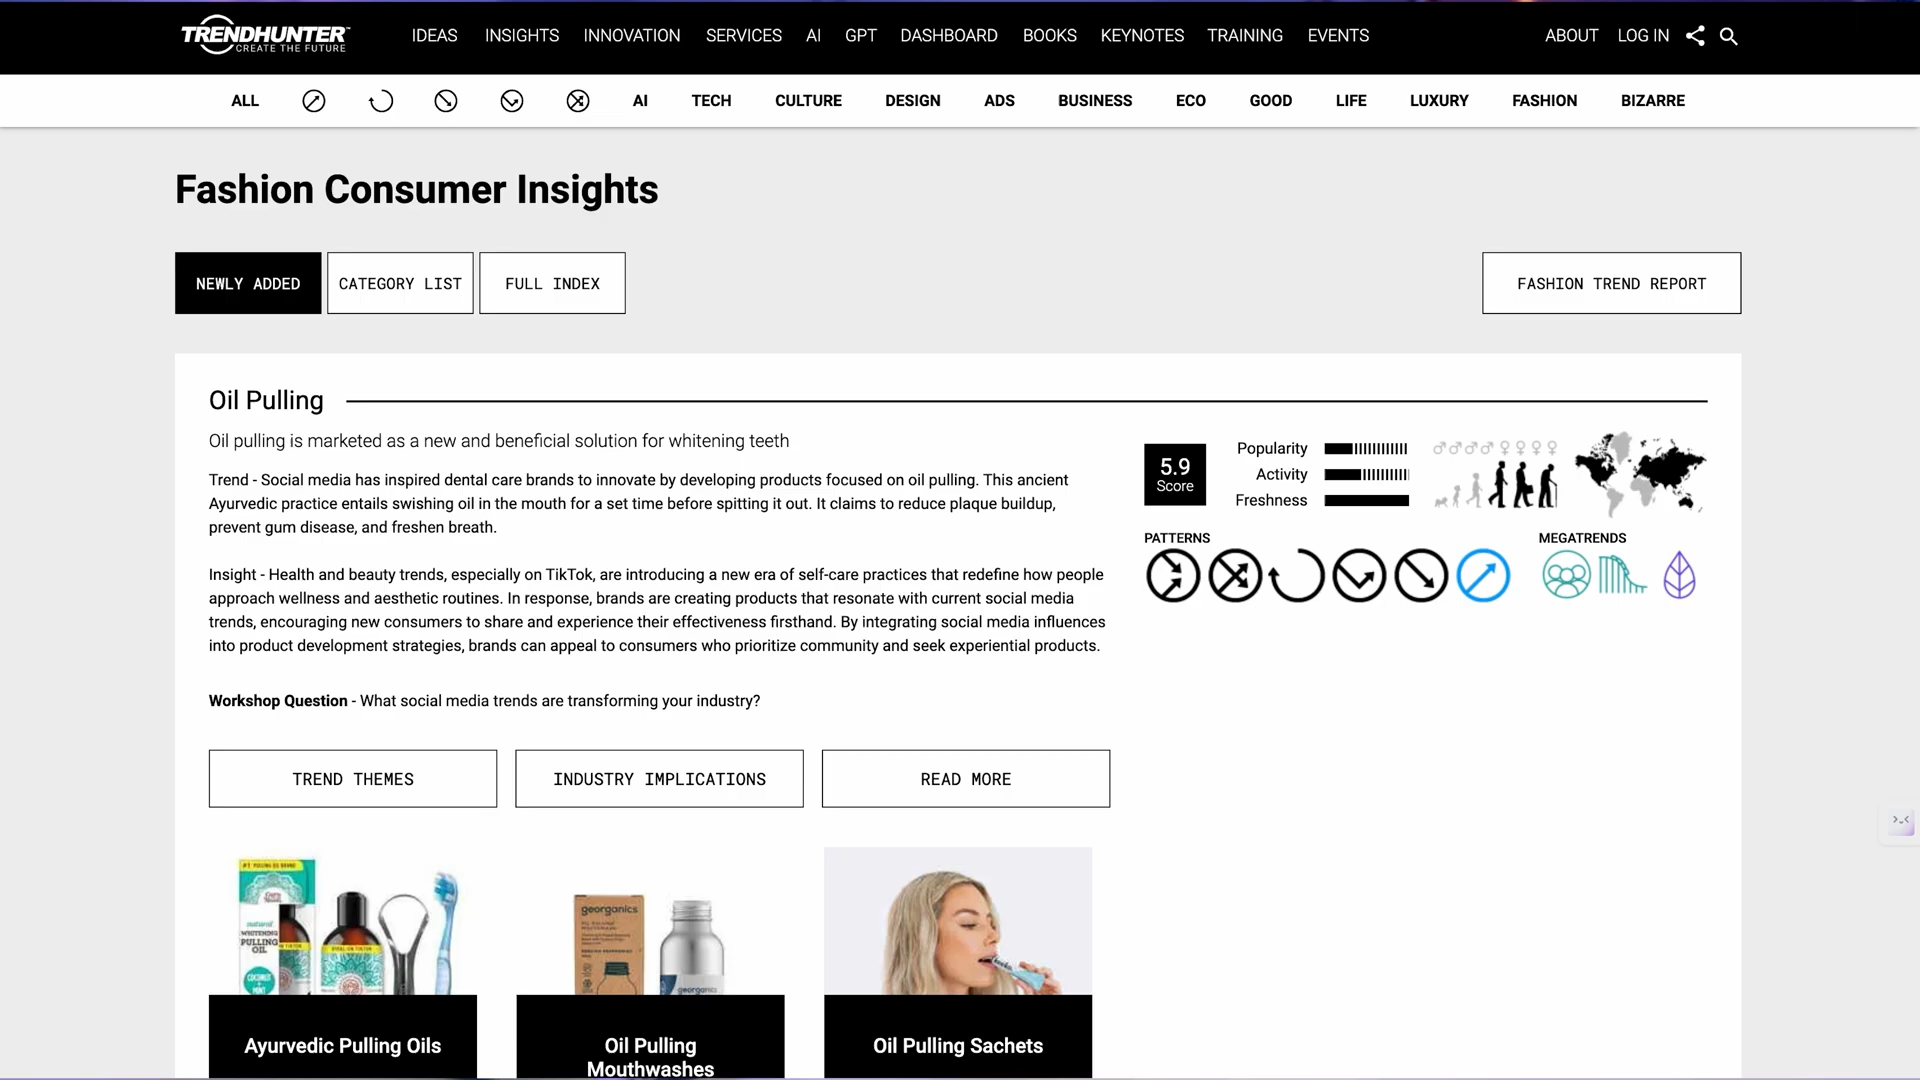 TRENDHUNTER
CREATE THE FUTURE
IDEAS INSIGHTS INNOVATION SERVICES AI GPT DASHBOARD BOOKS KEYNOTES TRAINING EVENTS ABOUT LOG IN
ALL AI TECH CULTURE DESIGN ADS BUSINESS ECO GOOD LIFE LUXURY FASHION BIZARRE
Fashion Consumer Insights
NEWLY ADDED CATEGORY LIST FULL INDEX FASHION TREND REPORT
Oil Pulling
Oil pulling is marketed as a new and beneficial solution for whitening teeth
Trend - Social media has inspired dental care brands to innovate by developing products focused on oil pulling. This ancient
Ayurvedic practice entails swishing oil in the mouth for a set time before spitting it out. It claims to reduce plaque buildup,
prevent gum disease, and freshen breath.
Insight - Health and beauty trends, especially on TikTok, are introducing a new era of self-care practices that redefine how people
approach wellness and aesthetic routines. In response, brands are creating products that resonate with current social media
trends, encouraging new consumers to share and experience their effectiveness firsthand. By integrating social media influences
into product development strategies, brands can appeal to consumers who prioritize community and seek experiential products.
Workshop Question - What social media trends are transforming your industry?
5.9
Score
Popularity
Activity
Freshness
PATTERNS MEGATRENDS
TREND THEMES INDUSTRY IMPLICATIONS READ MORE
natural
WHITENING
PULLING
OIL
COCONUT
+
MINT
georganics
georganics
Ayurvedic Pulling Oils
Oil Pulling
Mouthwashes
Oil Pulling Sachets